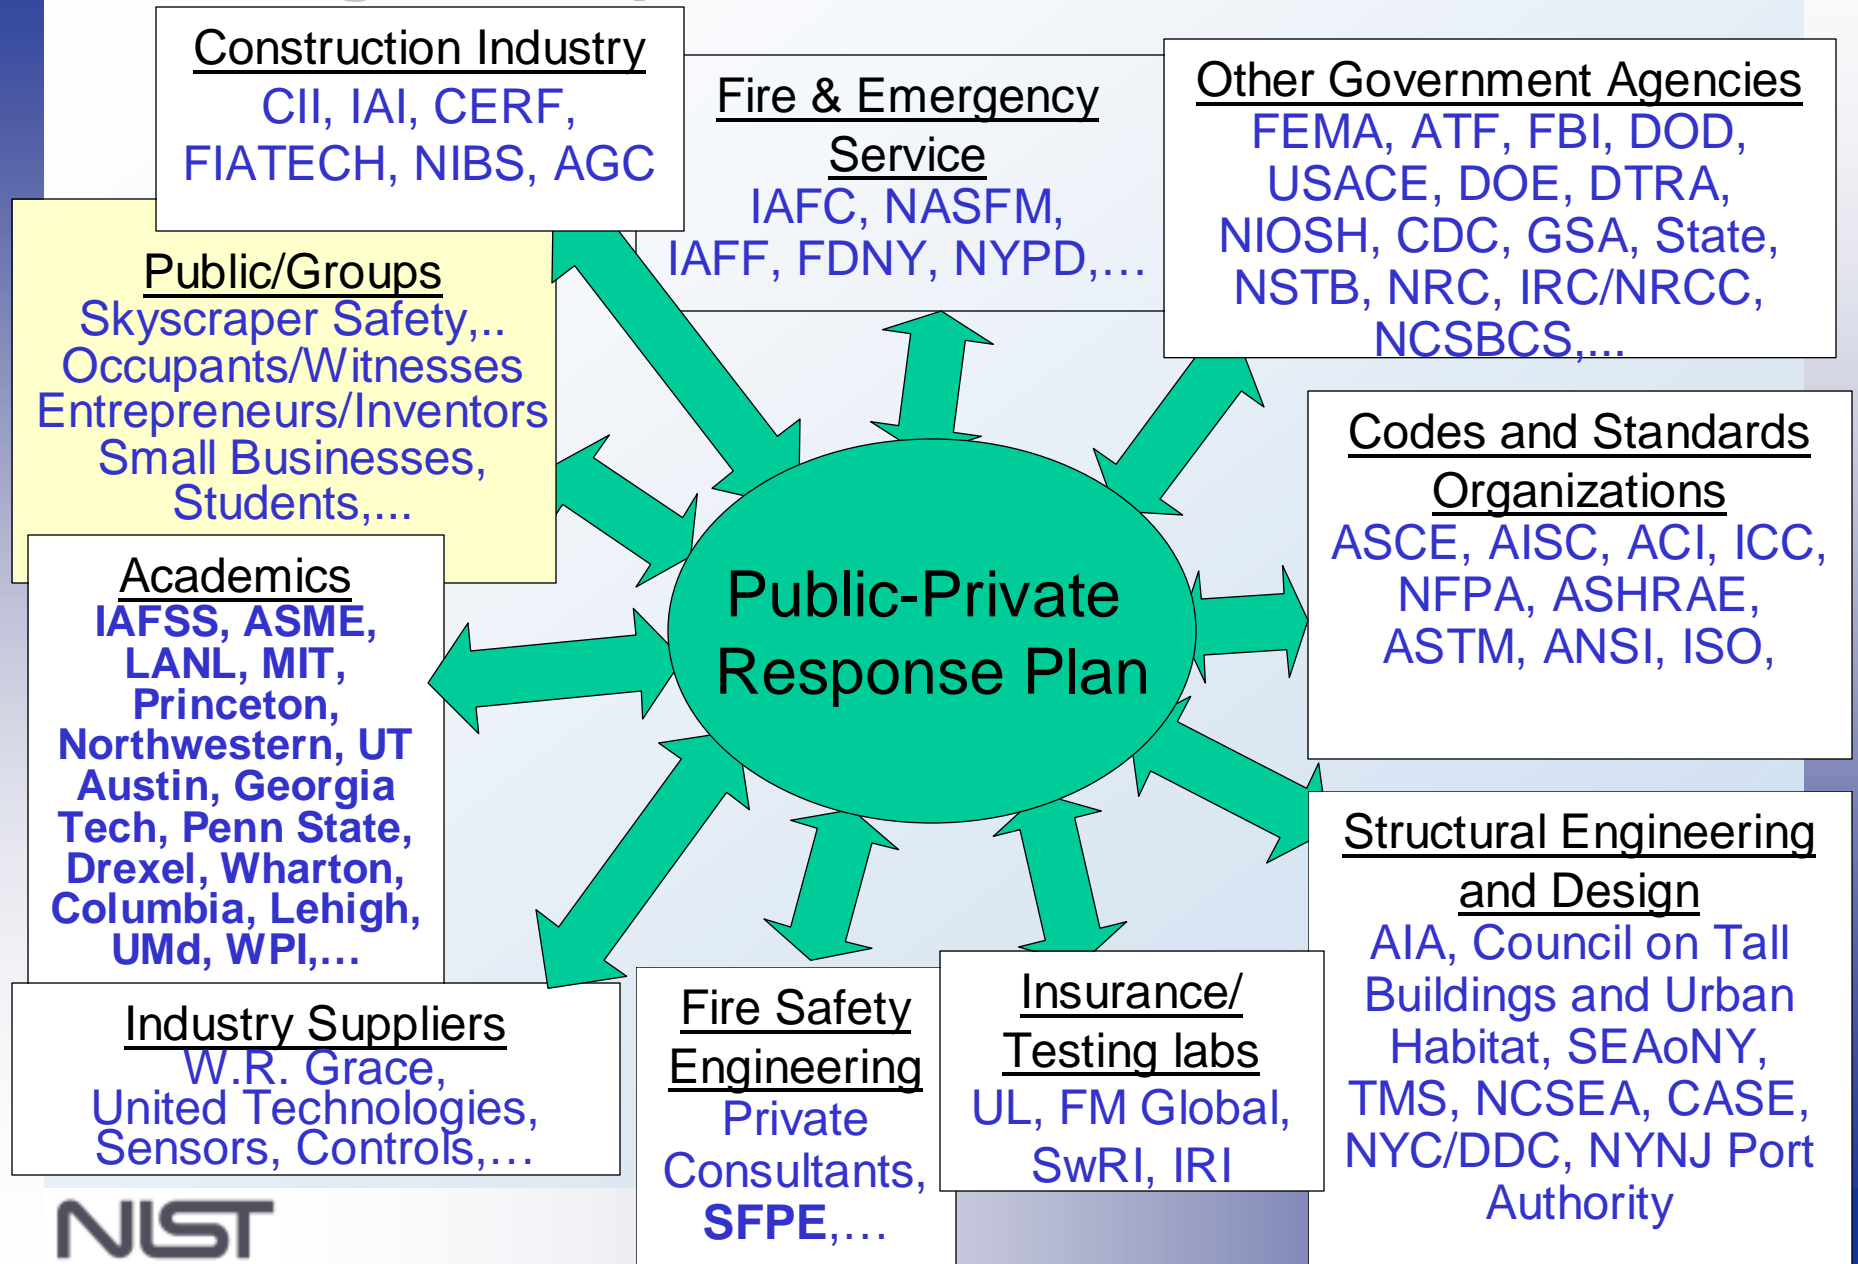 Construction Industry
CII, IAI, CERF,
FIATECH, NIBS, AGC
Fire & Emergency
Service
IAFC, NASFM,
IAFF, FDNY, NYPD,…
Other Government Agencies
FEMA, ATF, FBI, DOD,
USACE, DOE, DTRA,
NIOSH, CDC, GSA, State,
NSTB, NRC, IRC/NRCC,
NCSBCS,...
Public/Groups
Skyscraper Safety,..
Occupants/Witnesses
Entrepreneurs/Inventors
Small Businesses,
Students,...
Codes and Standards
Organizations
ASCE, AISC, ACI, ICC,
NFPA, ASHRAE,
ASTM, ANSI, ISO,
Public-Private
Response Plan
Academics
IAFSS, ASME,
LANL, MIT,
Princeton,
Northwestern, UT
Austin, Georgia
Tech, Penn State,
Drexel, Wharton,
Columbia, Lehigh,
UMd, WPI,…
Structural Engineering
and Design
AIA, Council on Tall
Buildings and Urban
Habitat, SEAoNY,
TMS, NCSEA, CASE,
NYC/DDC, NYNJ Port
Authority
Industry Suppliers
W.R. Grace,
United Technologies,
Sensors, Controls,…
Fire Safety
Engineering
Private
Consultants,
SFPE,…
Insurance/
Testing labs
UL, FM Global,
SwRI, IRI
NIST